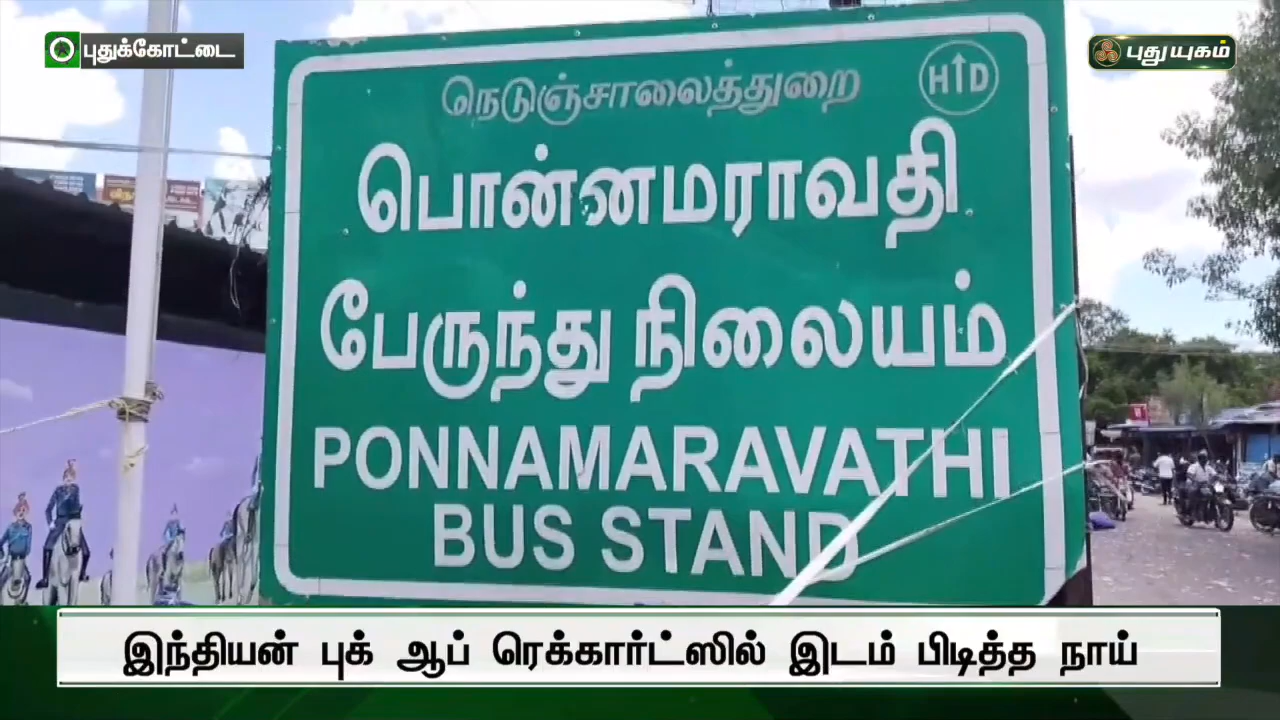 புதுக்கோட்டை
புதுயுகம்
நெடுஞ்சாலைத்துறை
HD
பொன்னமராவதி
பேருந்து நிலையம்
PONNAMARAVATHI
BUS STAND
இந்தியன் புக் ஆப் ரெக்கார்ட்ஸில் இடம் பிடித்த நாய்